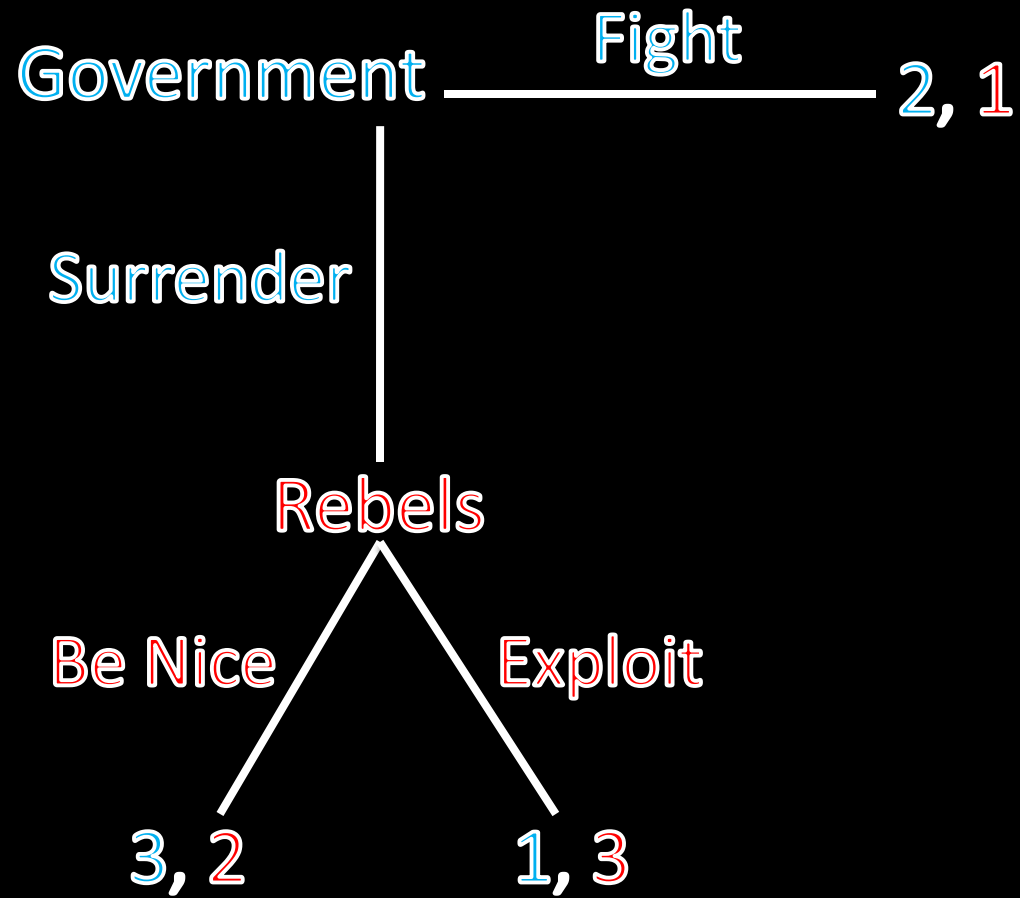 Fight
Government
2, 1
Surrender
Rebels
Be Nice
Exploit
3, 2
1, 3